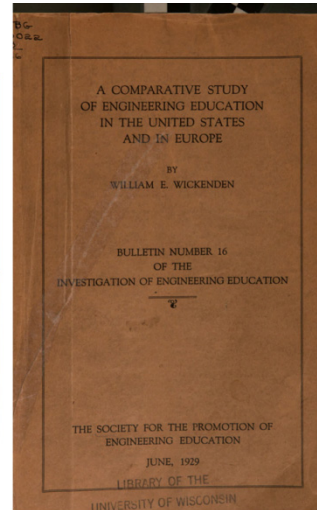 BG
A COMPARATIVE STUDY
OF ENGINEERING EDUCATION
IN THE UNITED STATES
AND IN EUROPE
BY
WILLIAM E. WICKENDEN
BULLETIN NUMBER 16
OF THE
INVESTIGATION OF ENGINEERING EDUCATION
THE SOCIETY FOR THE PROMOTION OF
ENGINEERING EDUCATION
JUNE, 1929
LIBRARY OF THE
UNIVERSITY OF WISCONSIN